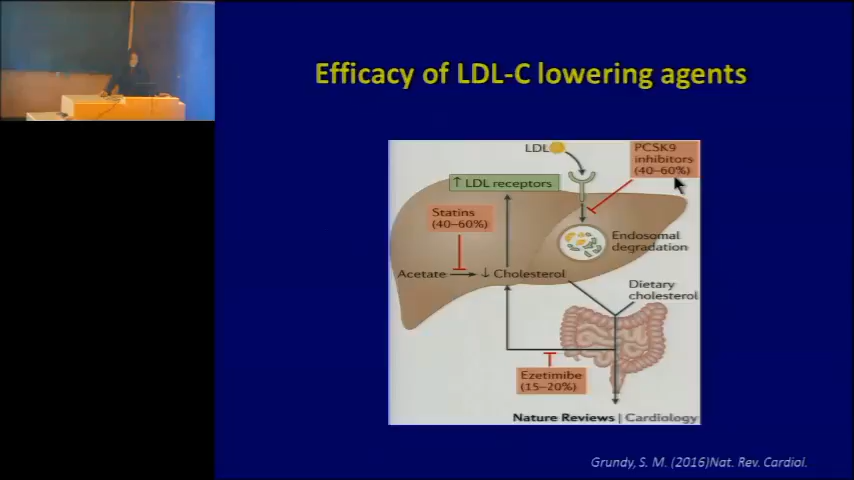 Efficacy of LDL-C lowering agents
LDL
PCSK9
inhibitors
(40–60%)
↑ LDL receptors
Statins
(40–60%)
Endosomal
degradation
Acetate
↓ Cholesterol
Dietary
cholesterol
Ezetimibe
(15–20%)
Nature Reviews | Cardiology
Grundy, S. M. (2016)Nat. Rev. Cardiol.